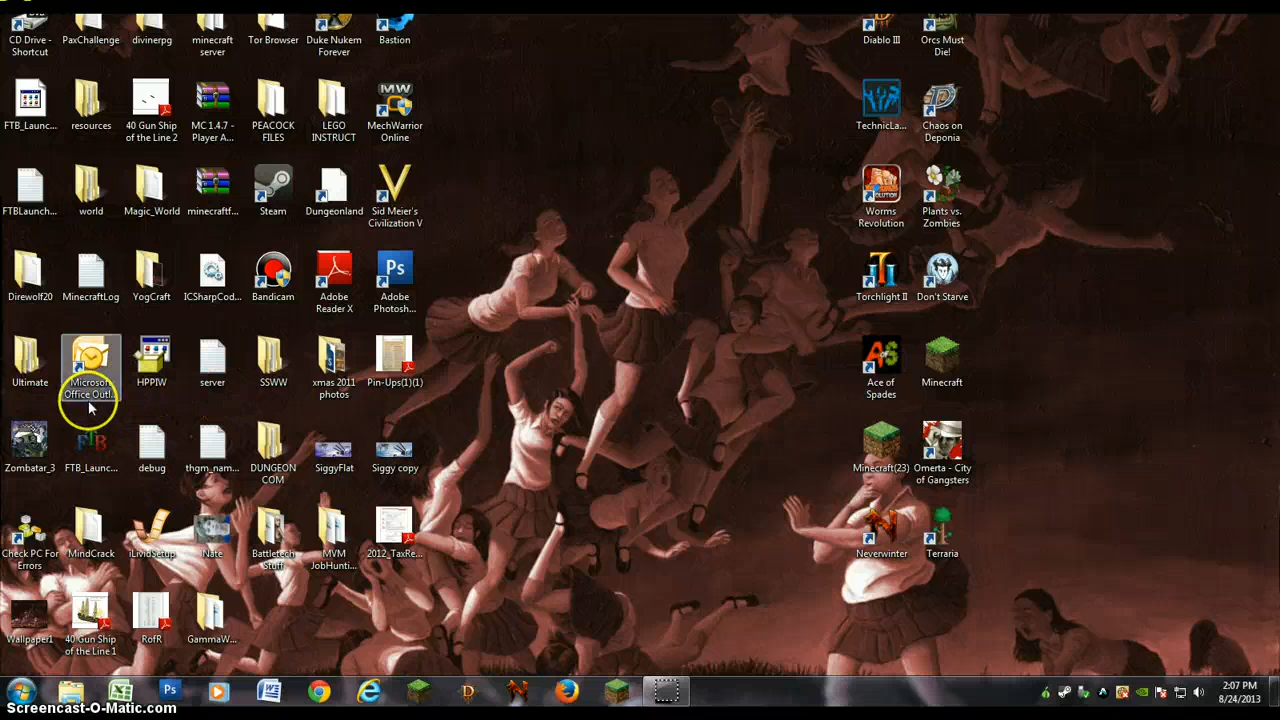 CD Drive -
Shortcut
PaxChallenge
divinerpg
minecraft
server
Tor Browser
Duke Nukem
Forever
Bastion
Diablo III
Orcs Must
Die!
FTB_Launc...
resources
40 Gun Ship
of the Line 2
MC 1.4.7 -
Player A...
PEACOCK
FILES
LEGO
INSTRUCT
MW
MechWarrior
Online
TechnicLa...
Chaos on
Deponia
FTBLaunch...
world
Magic_World
minecraftf...
Steam
Dungeonland
Sid Meier's
Civilization V
Worms
Revolution
Plants vs.
Zombies
Direwolf20
MinecraftLog
YogCraft
ICSharpCod...
Bandicam
Adobe
Reader X
Ps
Adobe
Photosh...
Torchlight II
Don't Starve
Ultimate
Microsoft
Office Outl...
HPPIW
server
SSWW
xmas 2011
photos
Pin-Ups(1)(1)
Ace of
Spades
Minecraft
Zombatar_3
FTB
FTB_Launc...
debug
thgm_nam...
DUNGEON
COM
SiggyFlat
Siggy copy
Minecraft(23)
Omerta - City
of Gangsters
Check PC For
Errors
MindCrack
iLividSetup
Nate
Battletech
Stuff
MVM
JobHunti...
2012_TaxRe...
Neverwinter
Terraria
Wallpaper1
40 Gun Ship
of the Line 1
RofR
GammaW...
Ps
2:07 PM
8/24/2013
Screencast-O-Matic.com